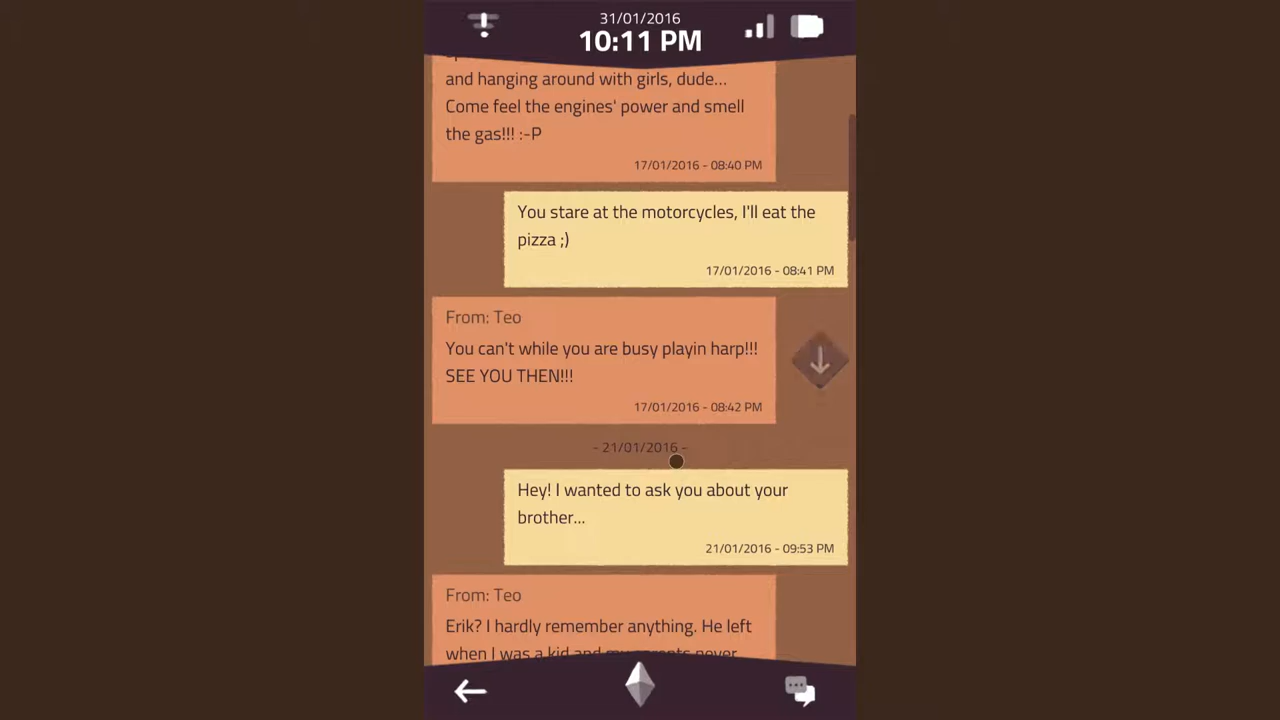 31/01/2016
10:11 PM
and hanging around with girls, dude...
Come feel the engines' power and smell
the gas!!! :-P
17/01/2016 - 08:40 PM
You stare at the motorcycles, I'll eat the
pizza ;)
17/01/2016 - 08:41 PM
From: Teo
You can't while you are busy playin harp!!!
SEE YOU THEN!!!
17/01/2016 - 08:42 PM
- 21/01/2016 -
Hey! I wanted to ask you about your
brother...
21/01/2016 - 09:53 PM
From: Teo
Erik? I hardly remember anything. He left
when I was a kid and my parents never